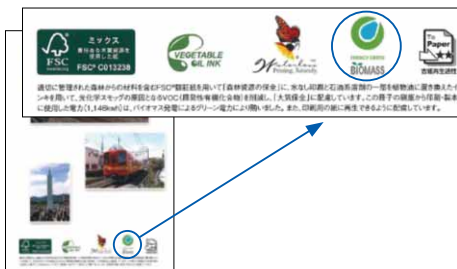 ミックス
責任ある木質資源を
使用した紙
FSC® C013238
FSC
VEGETABLE
OIL INK
Waterless
Printing, Naturally.
ENERGY GREEN
BIOMASS
To
Paper
古紙再生適性
適切に管理された森林からの材料を含むFSC®認証紙を用いて「森林資源の保全」に、水なし印刷と石油系溶剤の一部を植物油に置き換えたイ
ンキを用いて、光化学スモッグの原因となるVOC(揮発性有機化合物)を削減し、「大気保全」に配慮しています。この冊子の制作から印刷・製本
に使用した電力(1,146kwh)は、バイオマス発電によるグリーン電力により賄いました。また、印刷用の紙に再生できるように配慮しています。